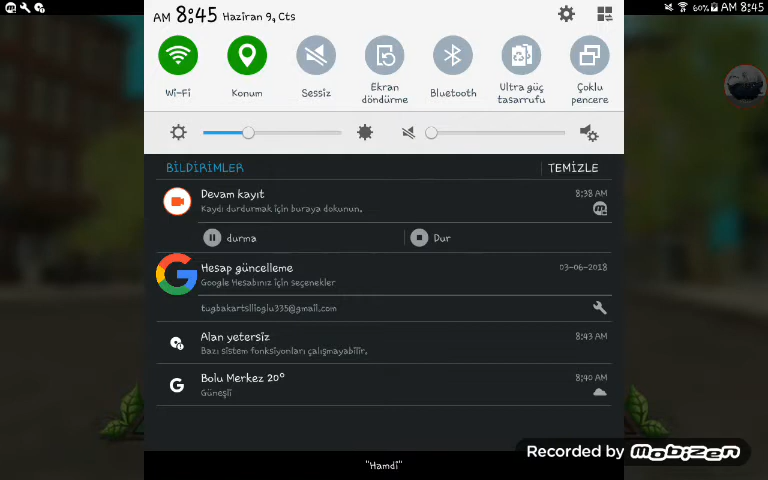 60% AM 8:45
AM 8:45 Haziran 9, Cts
Wi-Fi
Konum
Sessiz
Ekran döndürme
Bluetooth
Ultra güç tasarrufu
Çoklu pencere
BİLDİRİMLER
TEMİZLE
Devam kayıt
8:38 AM
Kaydı durdurmak için buraya dokunun.
durma
Dur
Hesap güncelleme
03-06-2018
Google Hesabınız için seçenekler
tugbakartsilioglu335@gmail.com
Alan yetersiz
8:43 AM
Bazı sistem fonksiyonları çalışmayabilir.
Bolu Merkez 20°
8:40 AM
Güneşli
Recorded by mobizen
"Hamdi"